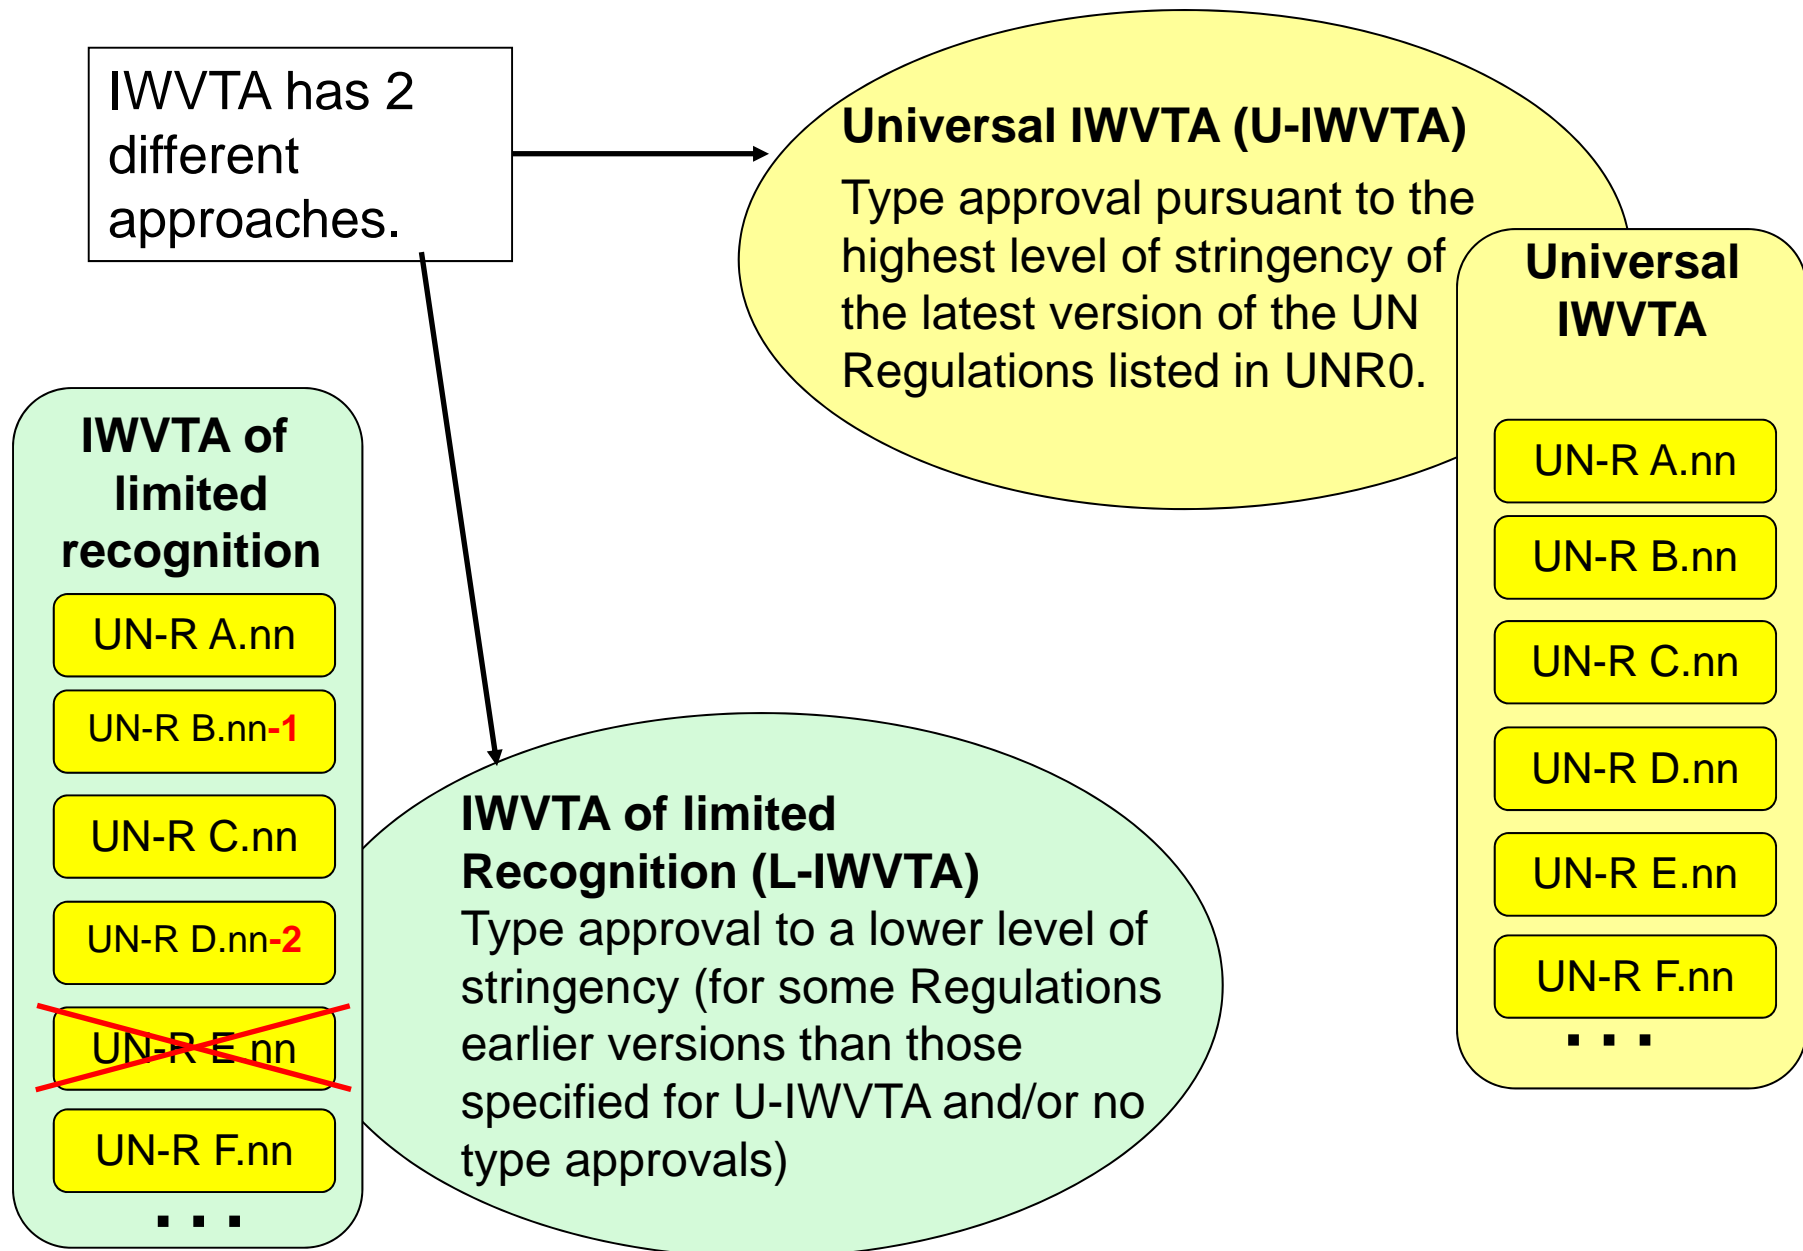 IWVTA has 2
different
approaches.
Universal IWVTA (U-IWVTA)
Type approval pursuant to the
highest level of stringency of
the latest version of the UN
Regulations listed in UNR0.
Universal
IWVTA
UN-R A.nn
UN-R B.nn
UN-R C.nn
UN-R D.nn
UN-R E.nn
UN-R F.nn
...
IWVTA of
limited
recognition
UN-R A.nn
UN-R B.nn-1
UN-R C.nn
UN-R D.nn-2
UN-R E.nn
UN-R F.nn
...
IWVTA of limited
Recognition (L-IWVTA)
Type approval to a lower level of
stringency (for some Regulations
earlier versions than those
specified for U-IWVTA and/or no
type approvals)